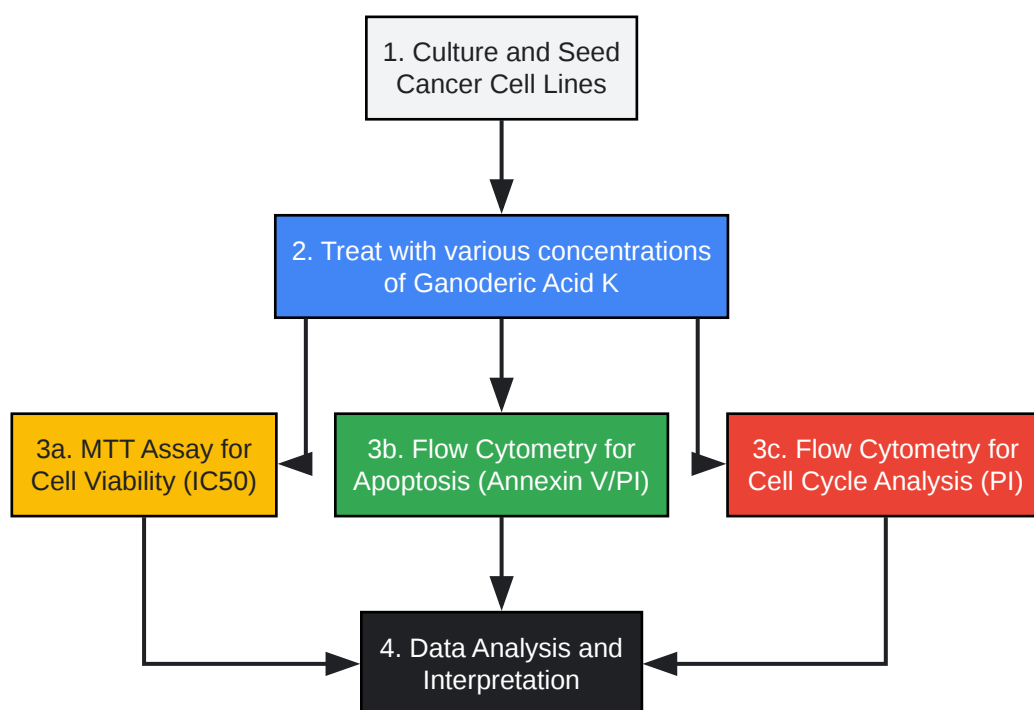 1. Culture and Seed
Cancer Cell Lines
2. Treat with various concentrations
of Ganoderic Acid K
3a. MTT Assay for
Cell Viability (IC50)
3b. Flow Cytometry for
Apoptosis (Annexin V/PI)
3c. Flow Cytometry for
Cell Cycle Analysis (PI)
4. Data Analysis and
Interpretation